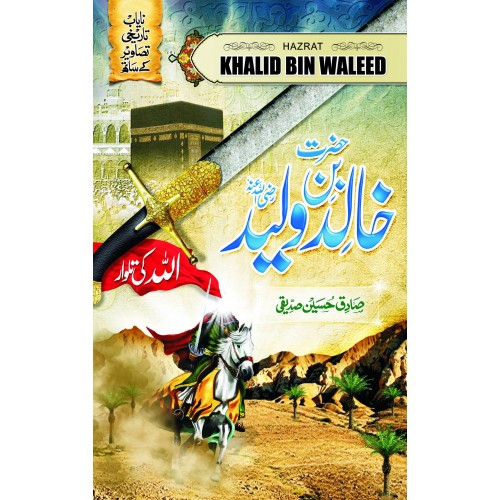 نایاب
تاریخی
تصاویر
کے ساتھ
HAZRAT
KHALID BIN WALEED
حضرت
خالد بن ولید
رضی اللہ عنہ
اللہ کی تلوار
صادق حسین صدیقی